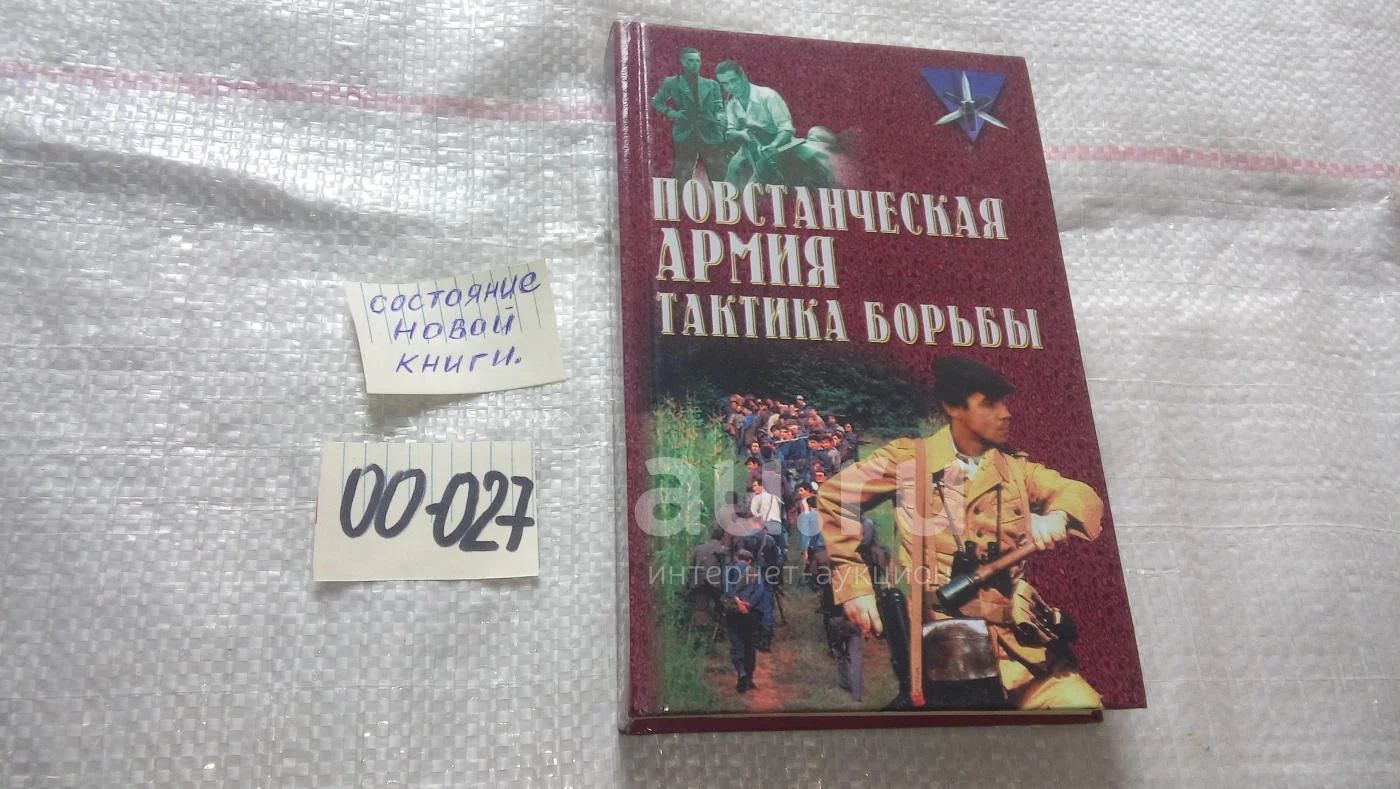 ПОВСТАНЧЕСКАЯ
АРМИЯ
ТАКТИКА БОРЬБЫ
состояние
новой
книги.
00-027
au.ru
интернет-аукцион